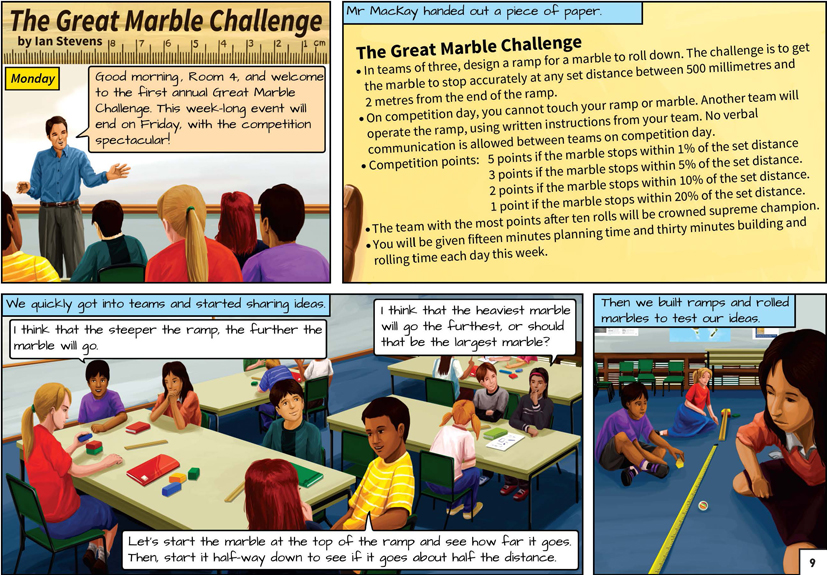 The Great Marble Challenge
by Ian Stevens
8 7 6 5 4 3 2 1 cm
Monday
Good morning, Room 4, and welcome
to the first annual Great Marble
Challenge. This week-long event will
end on Friday, with the competition
spectacular!
Mr MacKay handed out a piece of paper.
The Great Marble Challenge
• In teams of three, design a ramp for a marble to roll down. The challenge is to get
the marble to stop accurately at any set distance between 500 millimetres and
2 metres from the end of the ramp.
• On competition day, you cannot touch your ramp or marble. Another team will
operate the ramp, using written instructions from your team. No verbal
communication is allowed between teams on competition day.
• Competition points: 5 points if the marble stops within 1% of the set distance
3 points if the marble stops within 5% of the set distance.
2 points if the marble stops within 10% of the set distance.
1 point if the marble stops within 20% of the set distance.
• The team with the most points after ten rolls will be crowned supreme champion.
• You will be given fifteen minutes planning time and thirty minutes building and
rolling time each day this week.
We quickly got into teams and started sharing ideas.
I think that the steeper the ramp, the further the
marble will go.
I think that the heaviest marble
will go the furthest, or should
that be the largest marble?
Let's start the marble at the top of the ramp and see how far it goes.
Then, start it half-way down to see if it goes about half the distance.
Then we built ramps and rolled
marbles to test our ideas.
9